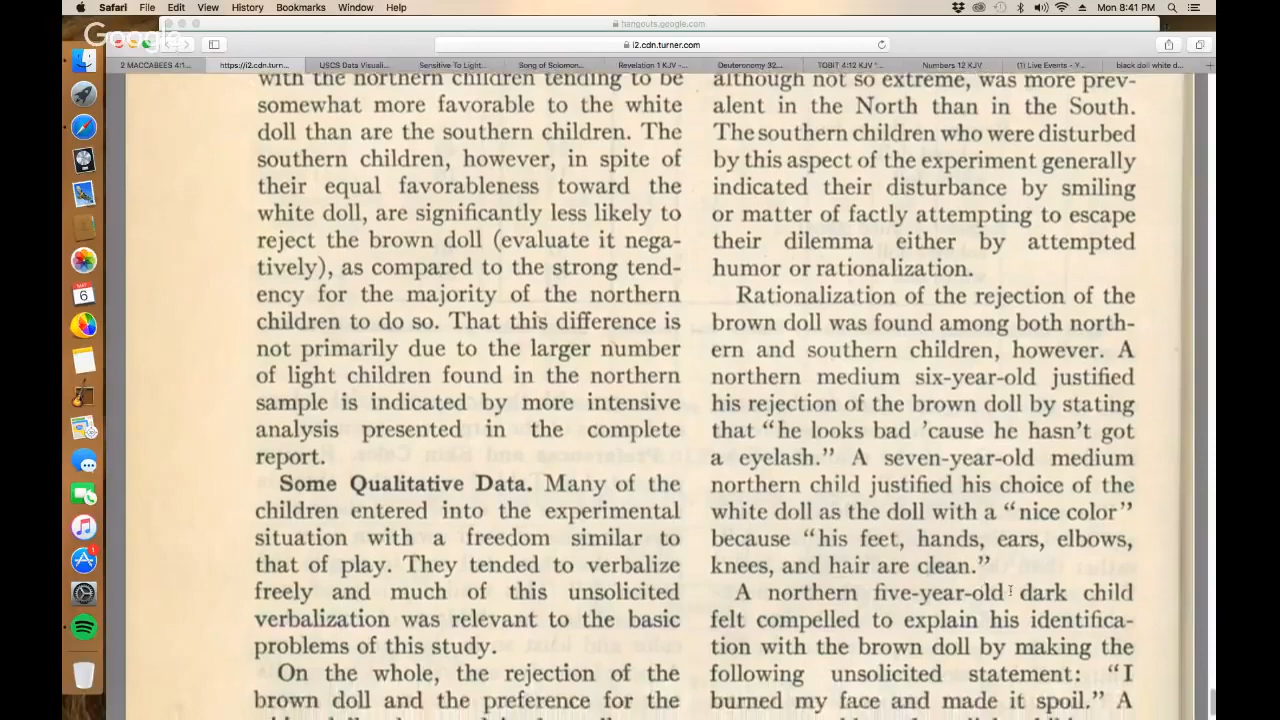 Safari File Edit View History Bookmarks Window Help
Mon 8:41 PM
hangouts.google.com
Google
i2.cdn.turner.com
2 MACCABEES 4:1... https://i2.cdn.turn... USCS Data Visuali... Sensitive To Light... Song of Solomon... Revelation 1 KJV -... Deuteronomy 32... TOBIT 4:12 KJV "... Numbers 12 KJV (1) Live Events - Y... black doll white d...
with the northern children tending to be
somewhat more favorable to the white
doll than are the southern children. The
southern children, however, in spite of
their equal favorableness toward the
white doll, are significantly less likely to
reject the brown doll (evaluate it nega-
tively), as compared to the strong tend-
ency for the majority of the northern
children to do so. That this difference is
not primarily due to the larger number
of light children found in the northern
sample is indicated by more intensive
analysis presented in the complete
report.
Some Qualitative Data. Many of the
children entered into the experimental
situation with a freedom similar to
that of play. They tended to verbalize
freely and much of this unsolicited
verbalization was relevant to the basic
problems of this study.
On the whole, the rejection of the
brown doll and the preference for the
although not so extreme, was more prev-
alent in the North than in the South.
The southern children who were disturbed
by this aspect of the experiment generally
indicated their disturbance by smiling
or matter of factly attempting to escape
their dilemma either by attempted
humor or rationalization.
Rationalization of the rejection of the
brown doll was found among both north-
ern and southern children, however. A
northern medium six-year-old justified
his rejection of the brown doll by stating
that "he looks bad 'cause he hasn't got
a eyelash." A seven-year-old medium
northern child justified his choice of the
white doll as the doll with a "nice color"
because "his feet, hands, ears, elbows,
knees, and hair are clean."
A northern five-year-old dark child
felt compelled to explain his identifica-
tion with the brown doll by making the
following unsolicited statement: "I
burned my face and made it spoil." A
MAY
6
1